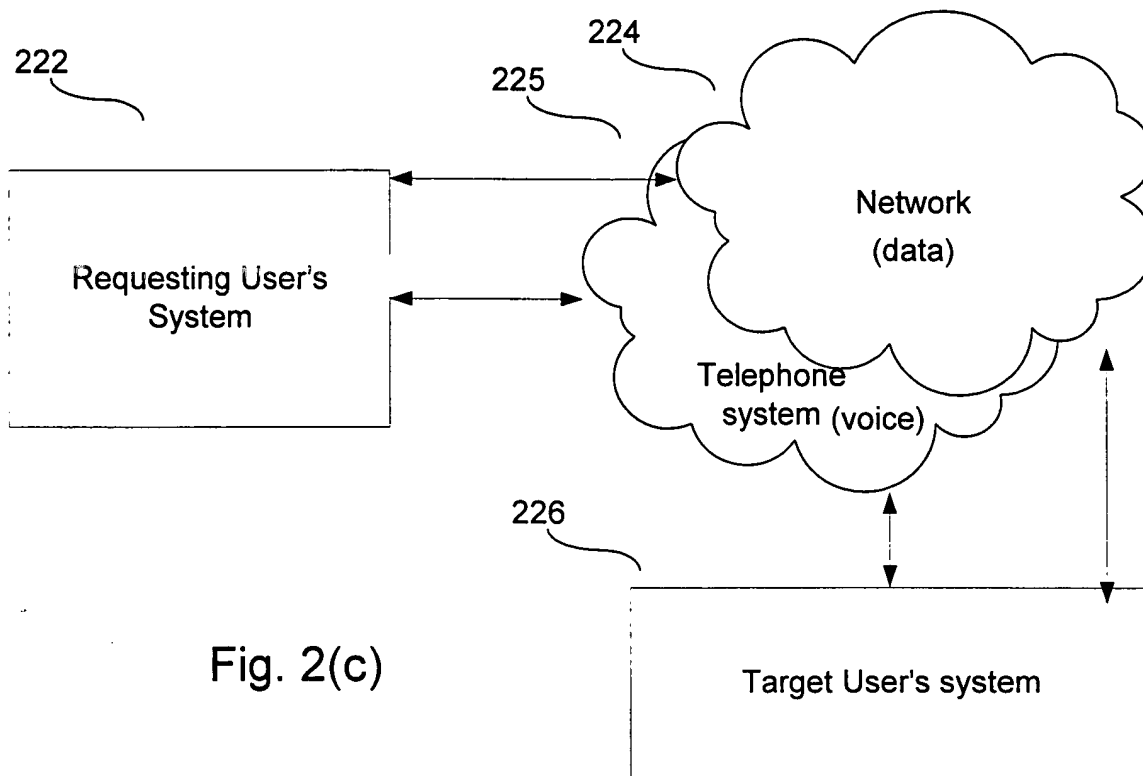 224
222
225
Network
(data)
Requesting User's
System
Telephone
system (voice)
226
Fig. 2(c)
Target User's system